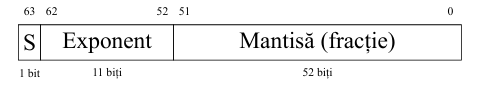 63 62 52 51 0
S Exponent Mantisă (fracție)
1 bit 11 biți 52 biți